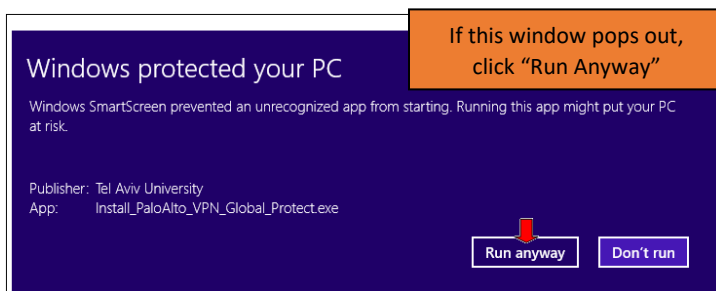 If this window pops out,
click “Run Anyway”
Windows protected your PC
Windows SmartScreen prevented an unrecognized app from starting. Running this app might put your PC
at risk.
Publisher: Tel Aviv University
App: Install_PaloAlto_VPN_Global_Protect.exe
Run anyway
Don't run